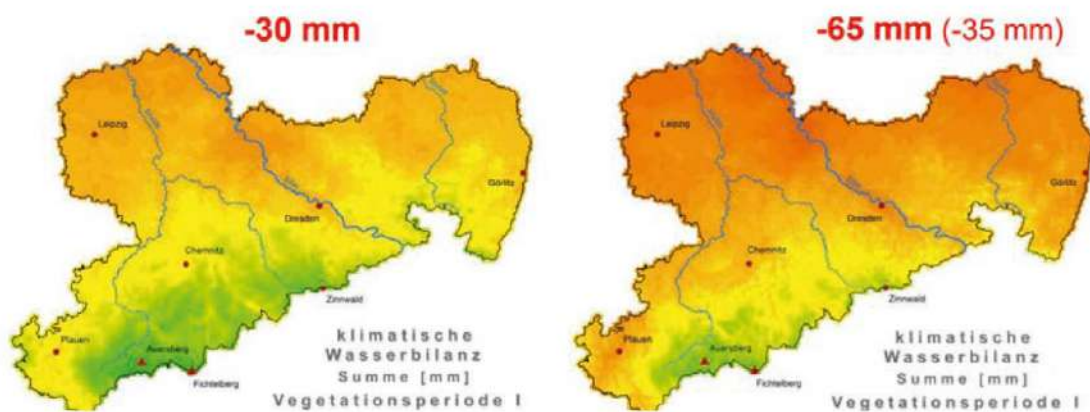 -30 mm
Leipzig
Görlitz
Dresden
Chemnitz
Zinnwald
Plauen
Auersberg
Fichtelberg
klimatische
Wasserbilanz
Summe [mm]
Vegetationsperiode I
-65 mm (-35 mm)
Leipzig
Görlitz
Dresden
Chemnitz
Zinnwald
Plauen
Auersberg
Fichtelberg
klimatische
Wasserbilanz
Summe [mm]
Vegetationsperiode I